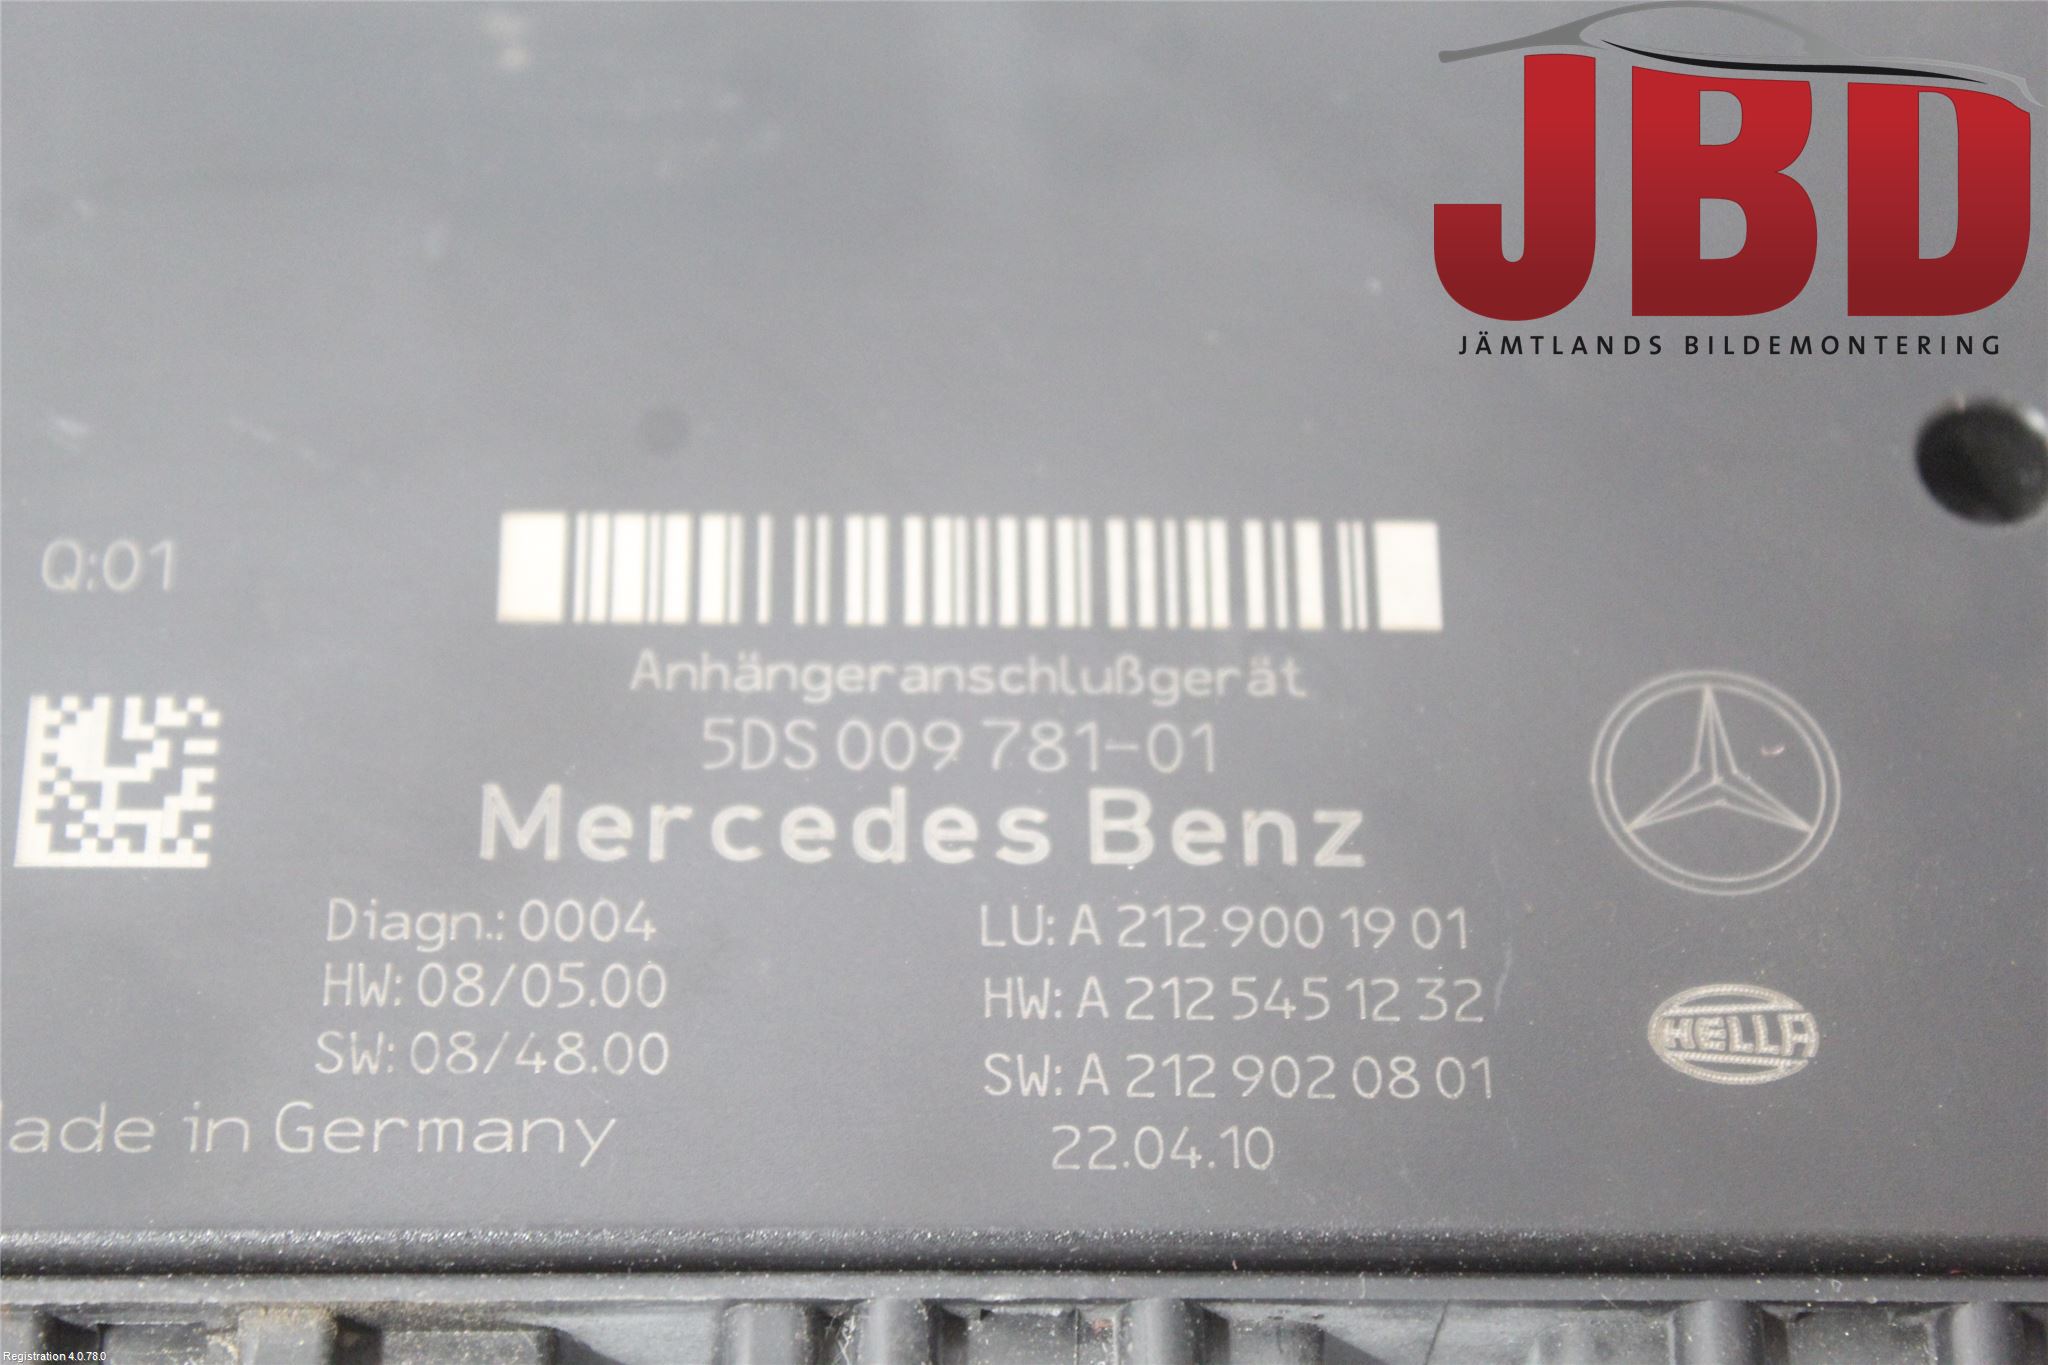 JBD
JÄMTLANDS BILDEMONTERING
Q:01
Anhängeranschlußgerät
5DS 009 781-01
Mercedes Benz
Diagn.: 0004
HW: 08/05.00
SW: 08/48.00
LU: A 212 900 19 01
HW: A 212 545 12 32
SW: A 212 902 08 01
HELLA
ade in Germany
22.04.10
Registration 4.0.78.0